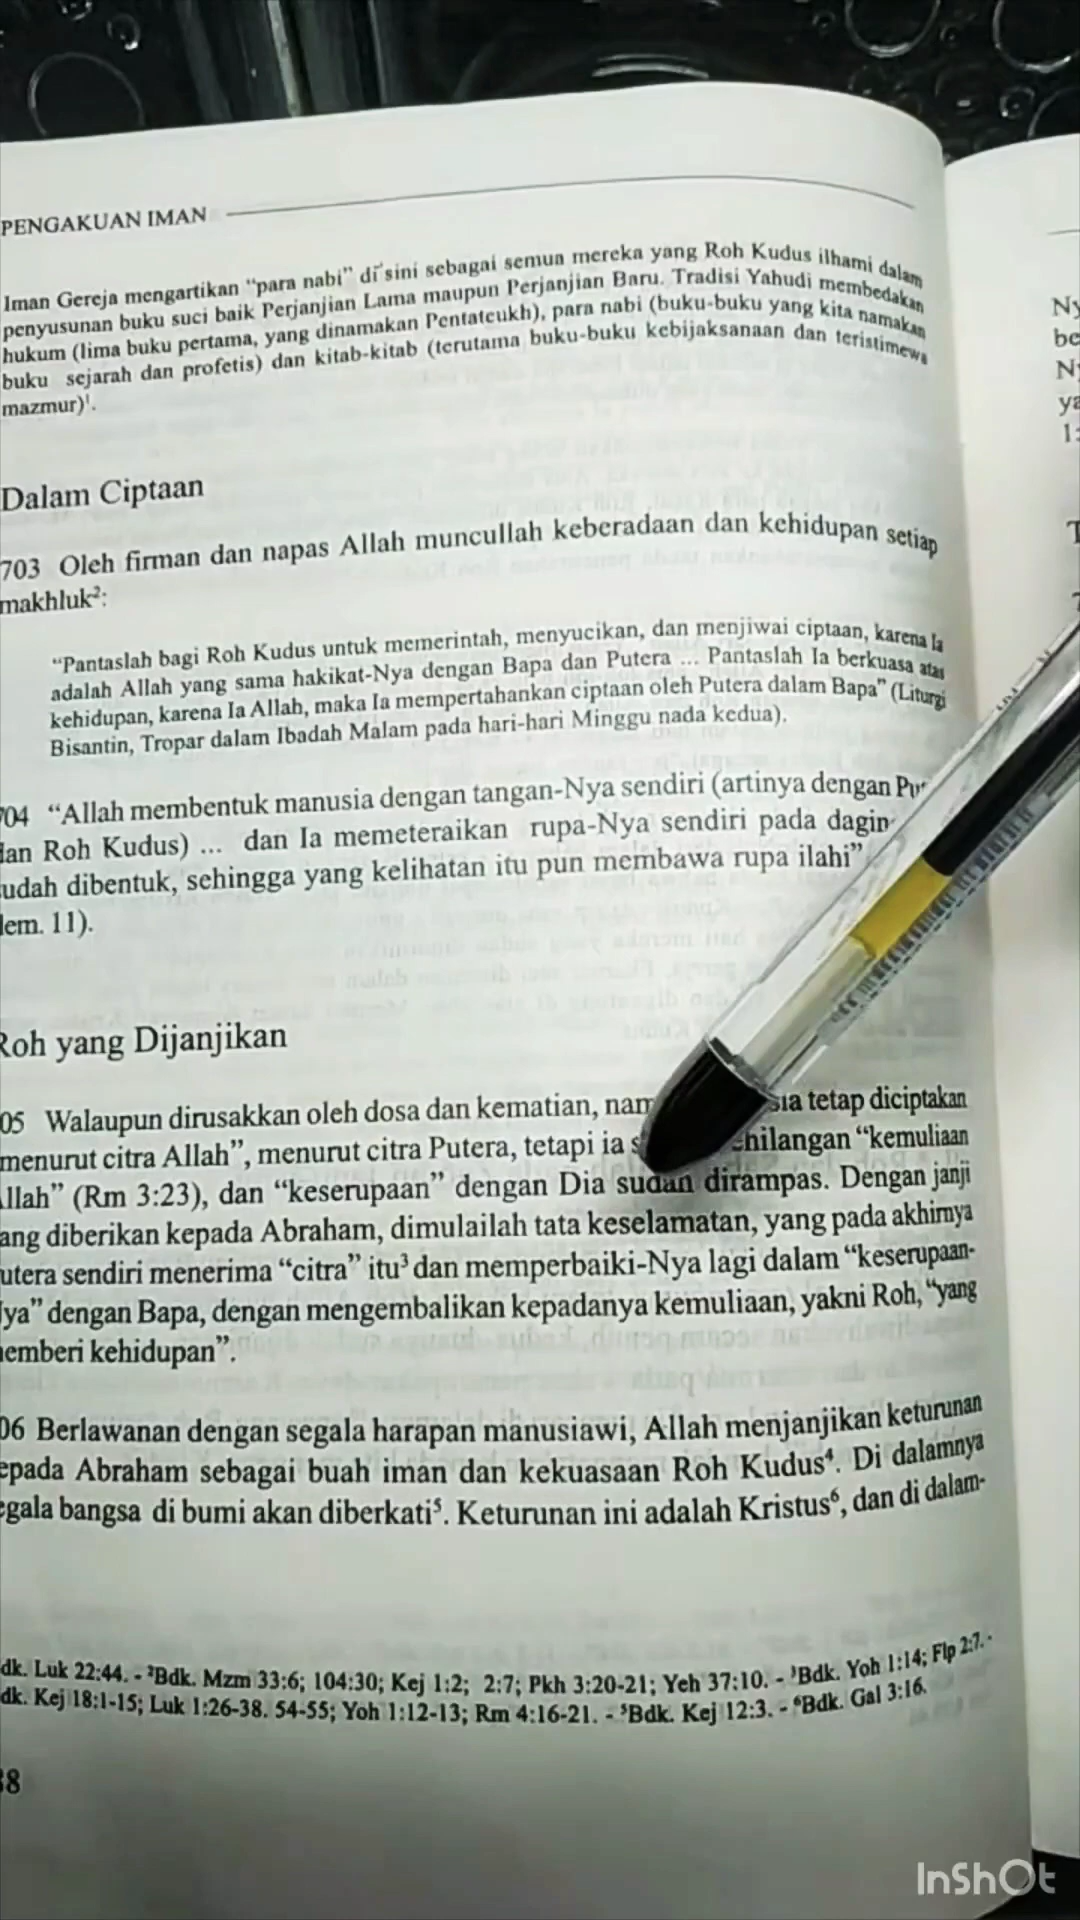 PENGAKUAN IMAN
Iman Gereja mengartikan “para nabi” di sini sebagai semua mereka yang Roh Kudus ilhami dalam
penyusunan buku suci baik Perjanjian Lama maupun Perjanjian Baru. Tradisi Yahudi membedakan
hukum (lima buku pertama, yang dinamakan Pentateukh), para nabi (buku-buku yang kita namakan
buku sejarah dan profetis) dan kitab-kitab (terutama buku-buku kebijaksanaan dan teristimewa
mazmur)¹.
Dalam Ciptaan
703 Oleh firman dan napas Allah muncullah keberadaan dan kehidupan setiap
makhluk²:
“Pantaslah bagi Roh Kudus untuk memerintah, menyucikan, dan menjiwai ciptaan, karena Ia
adalah Allah yang sama hakikat-Nya dengan Bapa dan Putera ... Pantaslah Ia berkuasa atas
kehidupan, karena Ia Allah, maka Ia mempertahankan ciptaan oleh Putera dalam Bapa” (Liturgi
Bisantin, Tropar dalam Ibadah Malam pada hari-hari Minggu nada kedua).
704 “Allah membentuk manusia dengan tangan-Nya sendiri (artinya dengan Pu
dan Roh Kudus) ... dan Ia memeteraikan rupa-Nya sendiri pada dagin
udah dibentuk, sehingga yang kelihatan itu pun membawa rupa ilahi”
dem. 11).
Roh yang Dijanjikan
05 Walaupun dirusakkan oleh dosa dan kematian, nam sia tetap diciptakan
menurut citra Allah”, menurut citra Putera, tetapi ia s ehilangan “kemuliaan
llah” (Rm 3:23), dan “keserupaan” dengan Dia sudah dirampas. Dengan janji
ang diberikan kepada Abraham, dimulailah tata keselamatan, yang pada akhirnya
utera sendiri menerima “citra” itu³ dan memperbaiki-Nya lagi dalam “keserupaan-
ya” dengan Bapa, dengan mengembalikan kepadanya kemuliaan, yakni Roh, “yang
emberi kehidupan”.
06 Berlawanan dengan segala harapan manusiawi, Allah menjanjikan keturunan
epada Abraham sebagai buah iman dan kekuasaan Roh Kudus⁴. Di dalamnya
egala bangsa di bumi akan diberkati⁵. Keturunan ini adalah Kristus⁶, dan di dalam-
dk. Luk 22:44. - ²Bdk. Mzm 33:6; 104:30; Kej 1:2; 2:7; Pkh 3:20-21; Yeh 37:10. - ³Bdk. Yoh 1:14; Flp 2:7. -
dk. Kej 18:1-15; Luk 1:26-38. 54-55; Yoh 1:12-13; Rm 4:16-21. - ⁵Bdk. Kej 12:3. - ⁶Bdk. Gal 3:16.
38
Ny
be
ya
InShOt